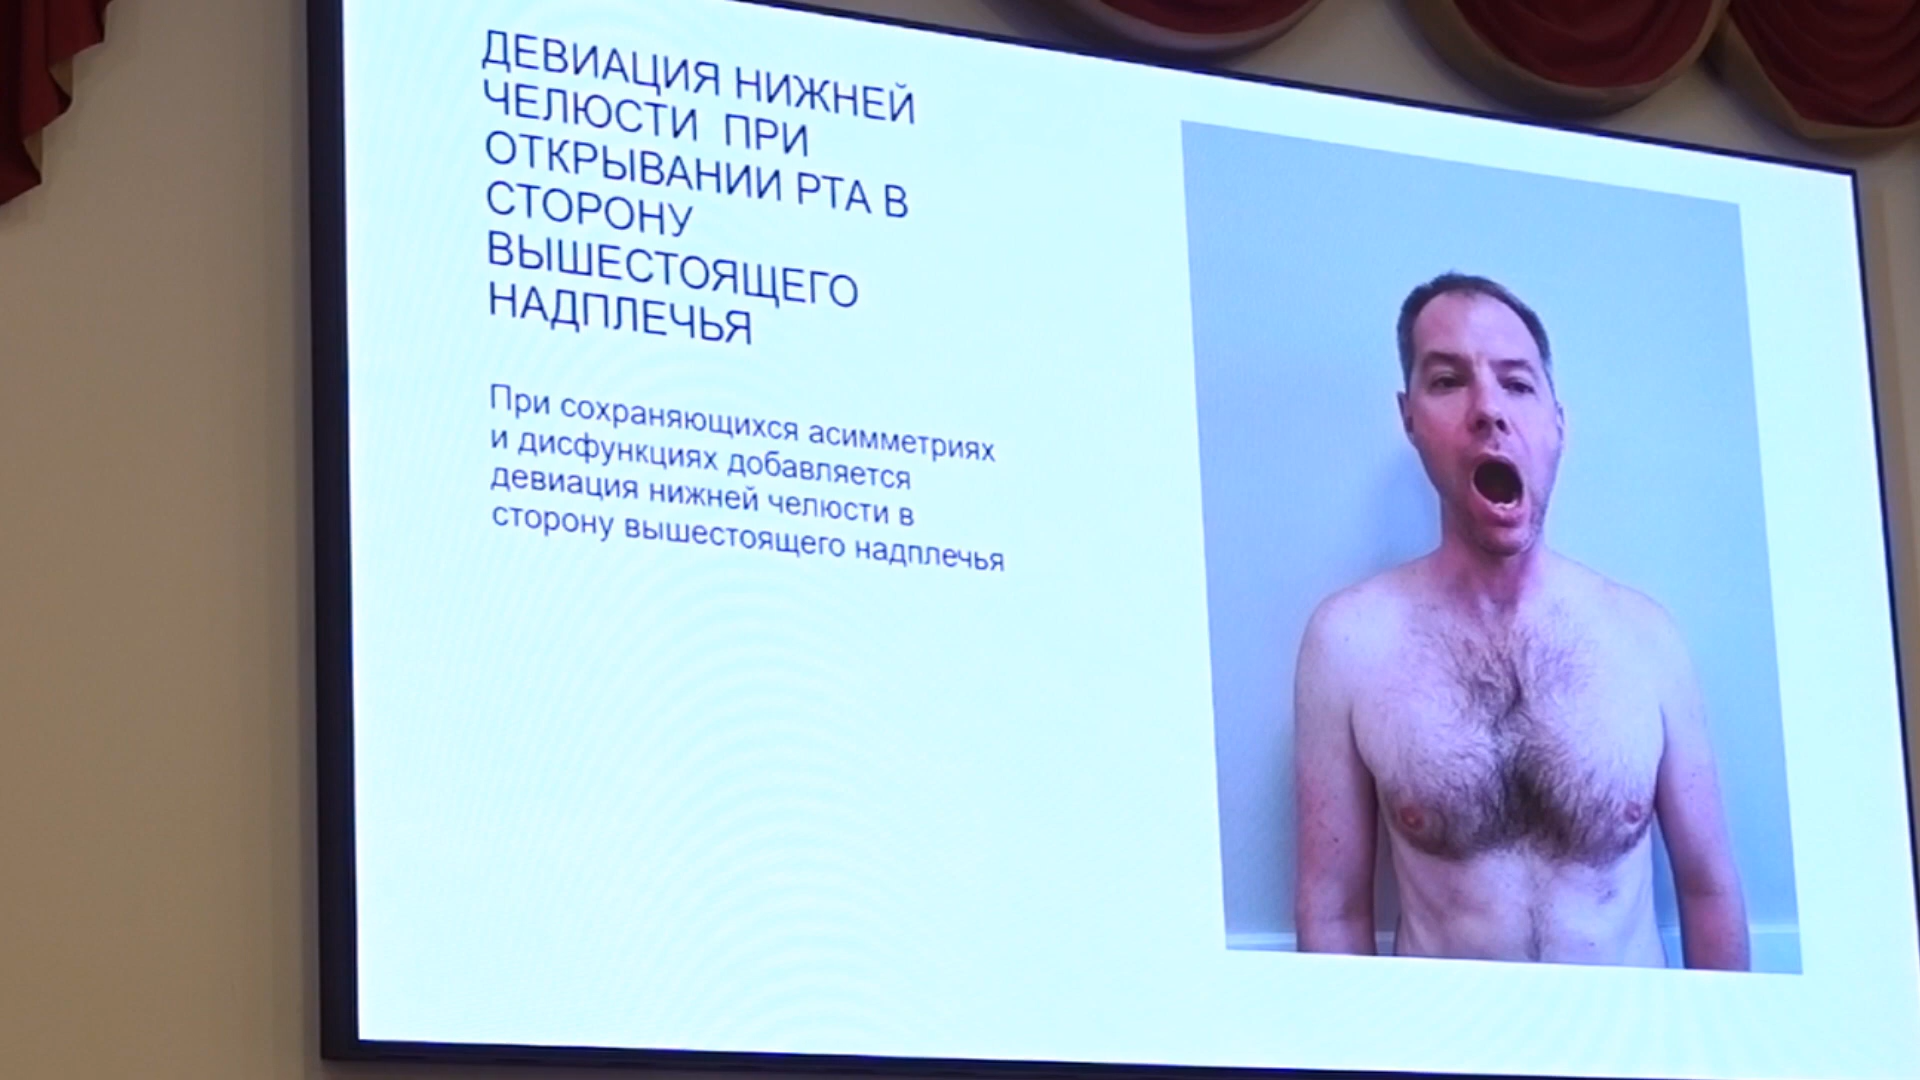 ДЕВИАЦИЯ НИЖНЕЙ
ЧЕЛЮСТИ ПРИ
ОТКРЫВАНИИ РТА В
СТОРОНУ
ВЫШЕСТОЯЩЕГО
НАДПЛЕЧЬЯ
При сохраняющихся асимметриях
и дисфункциях добавляется
девиация нижней челюсти в
сторону вышестоящего надплечья